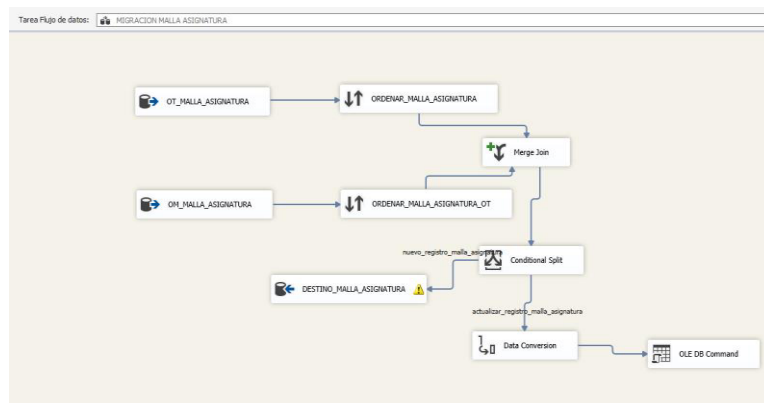 Tarea Flujo de datos: MIGRACION MALLA ASIGNATURA
OT_MALLA_ASIGNATURA
ORDENAR_MALLA_ASIGNATURA
Merge Join
OM_MALLA_ASIGNATURA
ORDENAR_MALLA_ASIGNATURA_OT
nuevo_registro_malla_asignatura
Conditional Split
DESTINO_MALLA_ASIGNATURA
actualizar_registro_malla_asignatura
Data Conversion
OLE DB Command